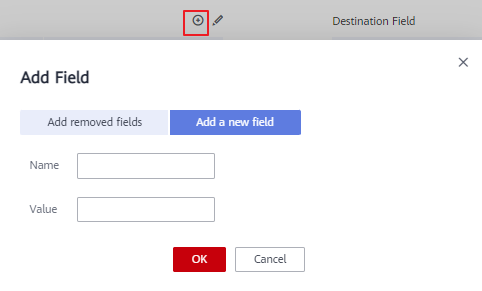 Destination Field
Add Field
Add removed fields
Add a new field
Name
Value
OK
Cancel